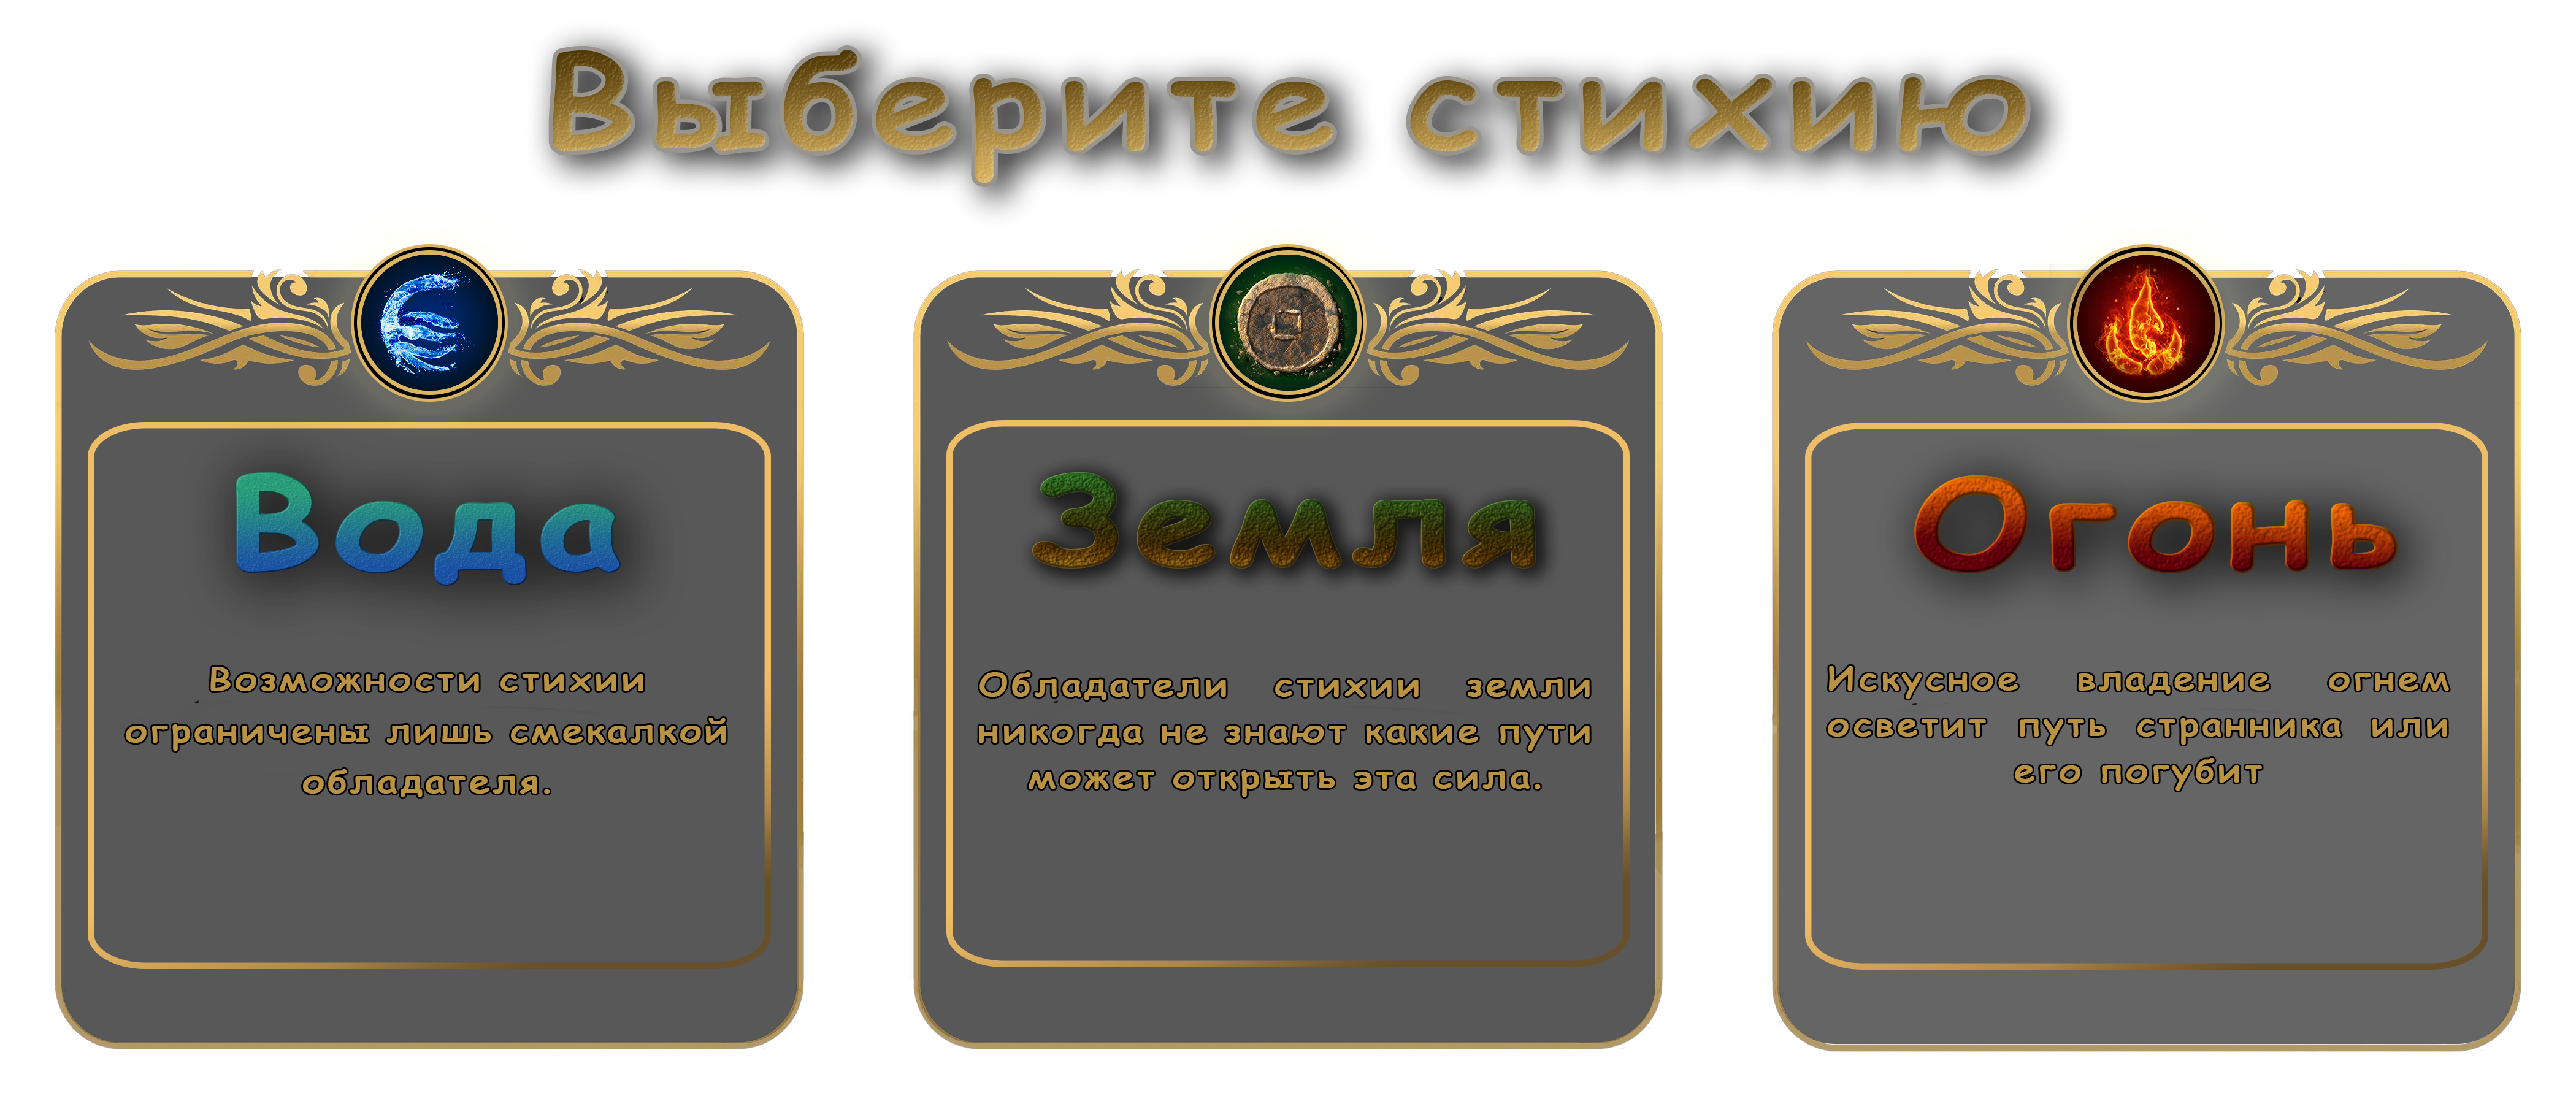 Выберите стихию
Вода
Возможности стихии
ограничены лишь смекалкой
обладателя.
Земля
Обладатели стихии земли
никогда не знают какие пути
может открыть эта сила.
Огонь
Искусное владение огнем
осветит путь странника или
его погубит